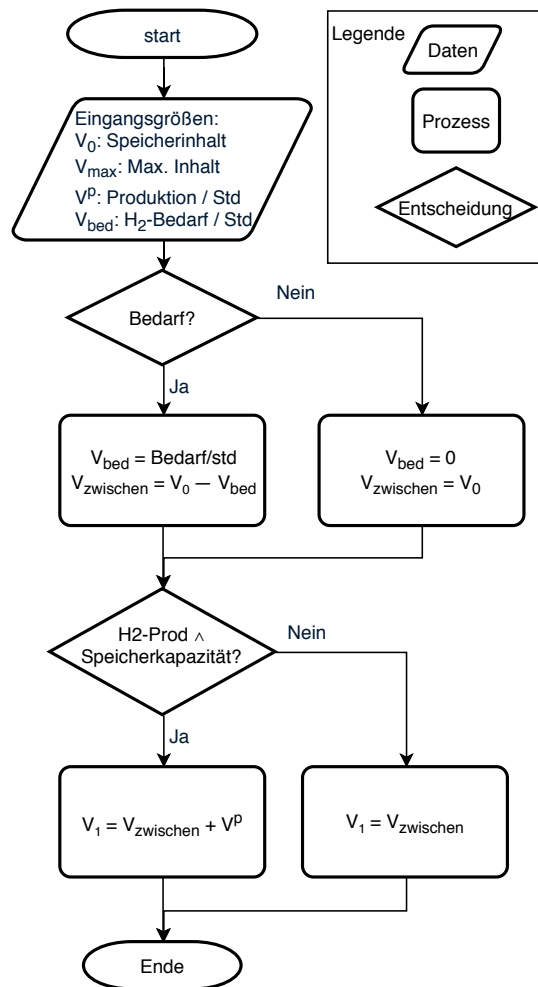 start
Legende
Daten
Prozess
Entscheidung
Eingangsgrößen:
V₀: Speicherinhalt
Vmax: Max. Inhalt
Vᵖ: Produktion / Std
Vbed: H₂-Bedarf / Std
Bedarf?
Nein
Ja
Vbed = Bedarf/std
Vzwischen = V₀ — Vbed
Vbed = 0
Vzwischen = V₀
H2-Prod ∧
Speicherkapazität?
Nein
Ja
V₁ = Vzwischen + Vᵖ
V₁ = Vzwischen
Ende